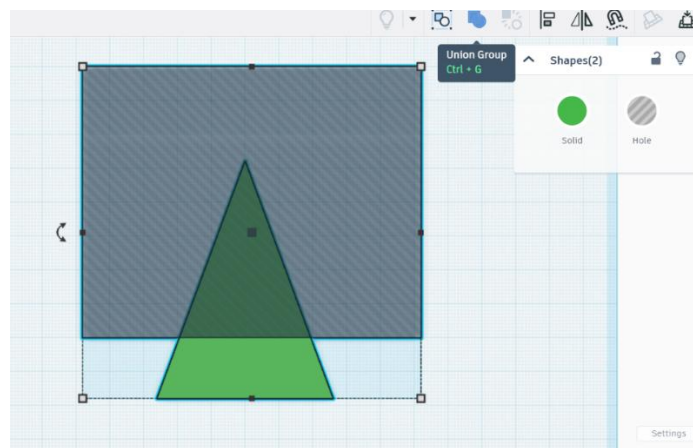 Union Group
Ctrl + G
Shapes(2)
Solid
Hole
Settings